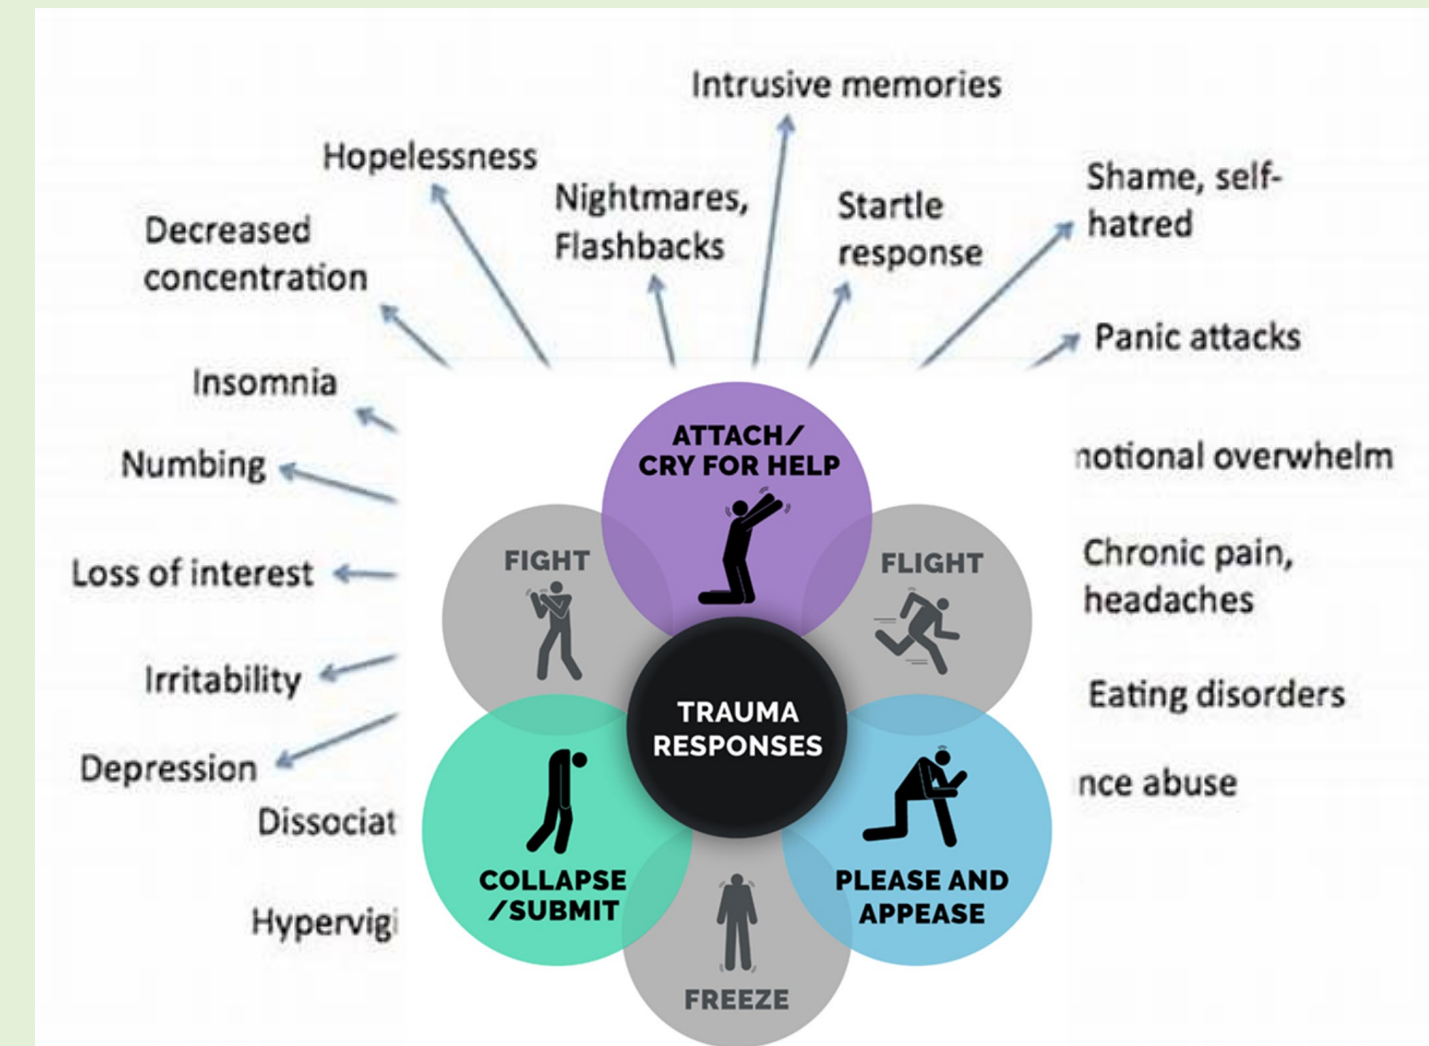 Intrusive memories
Hopelessness
Nightmares,
Flashbacks
Startle
response
Shame, self-
hatred
Decreased
concentration
Panic attacks
Insomnia
Numbing
Loss of interest
Irritability
Depression
Dissociat
Hypervigi
notional overwhelm
Chronic pain,
headaches
Eating disorders
nce abuse
ATTACH/
CRY FOR HELP
FIGHT
FLIGHT
TRAUMA
RESPONSES
COLLAPSE
/SUBMIT
PLEASE AND
APPEASE
FREEZE